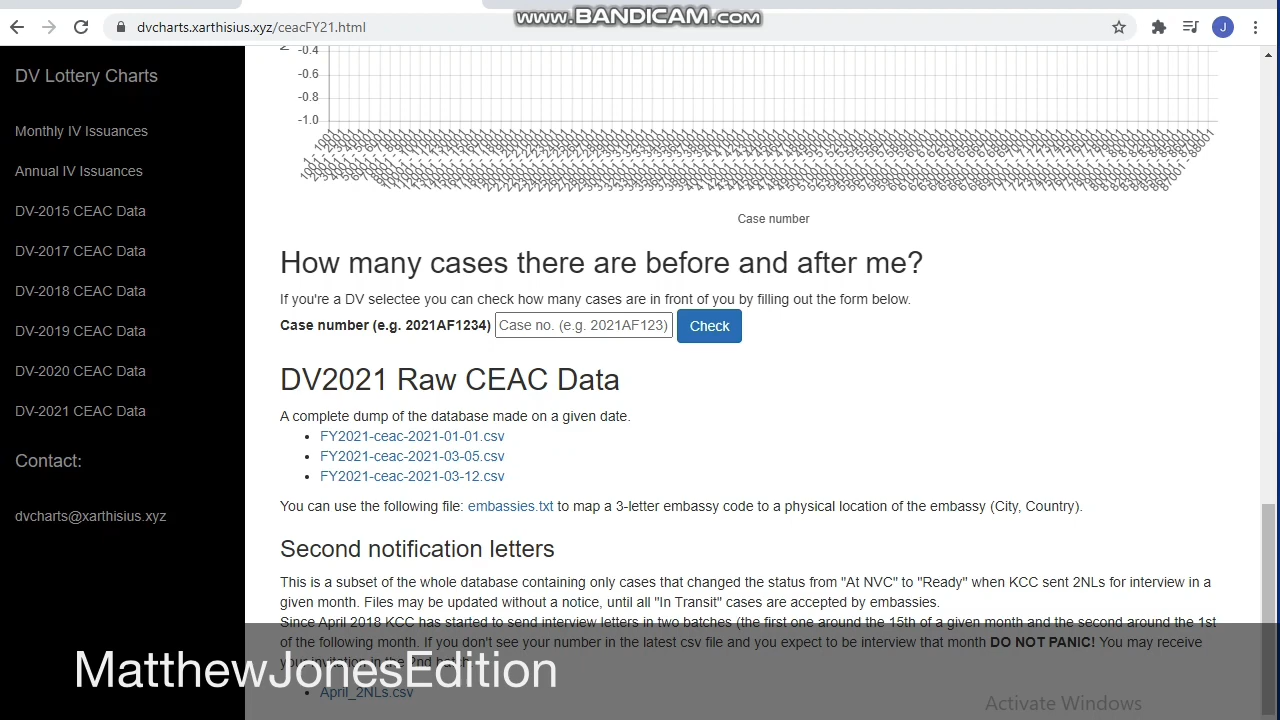 www.BANDICAM.com
dvcharts.xarthisius.xyz/ceacFY21.html
J
DV Lottery Charts
Monthly IV Issuances
Annual IV Issuances
DV-2015 CEAC Data
DV-2017 CEAC Data
DV-2018 CEAC Data
DV-2019 CEAC Data
DV-2020 CEAC Data
DV-2021 CEAC Data
Contact:
dvcharts@xarthisius.xyz
-0.4
-0.6
-0.8
-1.0
Case number
How many cases there are before and after me?
If you're a DV selectee you can check how many cases are in front of you by filling out the form below.
Case number (e.g. 2021AF1234) Case no. (e.g. 2021AF123) Check
DV2021 Raw CEAC Data
A complete dump of the database made on a given date.
FY2021-ceac-2021-01-01.csv
FY2021-ceac-2021-03-05.csv
FY2021-ceac-2021-03-12.csv
You can use the following file: embassies.txt to map a 3-letter embassy code to a physical location of the embassy (City, Country).
Second notification letters
This is a subset of the whole database containing only cases that changed the status from "At NVC" to "Ready" when KCC sent 2NLs for interview in a
given month. Files may be updated without a notice, until all "In Transit" cases are accepted by embassies.
Since April 2018 KCC has started to send interview letters in two batches (the first one around the 15th of a given month and the second around the 1st
of the following month. If you don't see your number in the latest csv file and you expect to be interview that month DO NOT PANIC! You may receive
your invitation in the 2nd batch
MatthewJonesEdition
April_2NLs.csv
Activate Windows